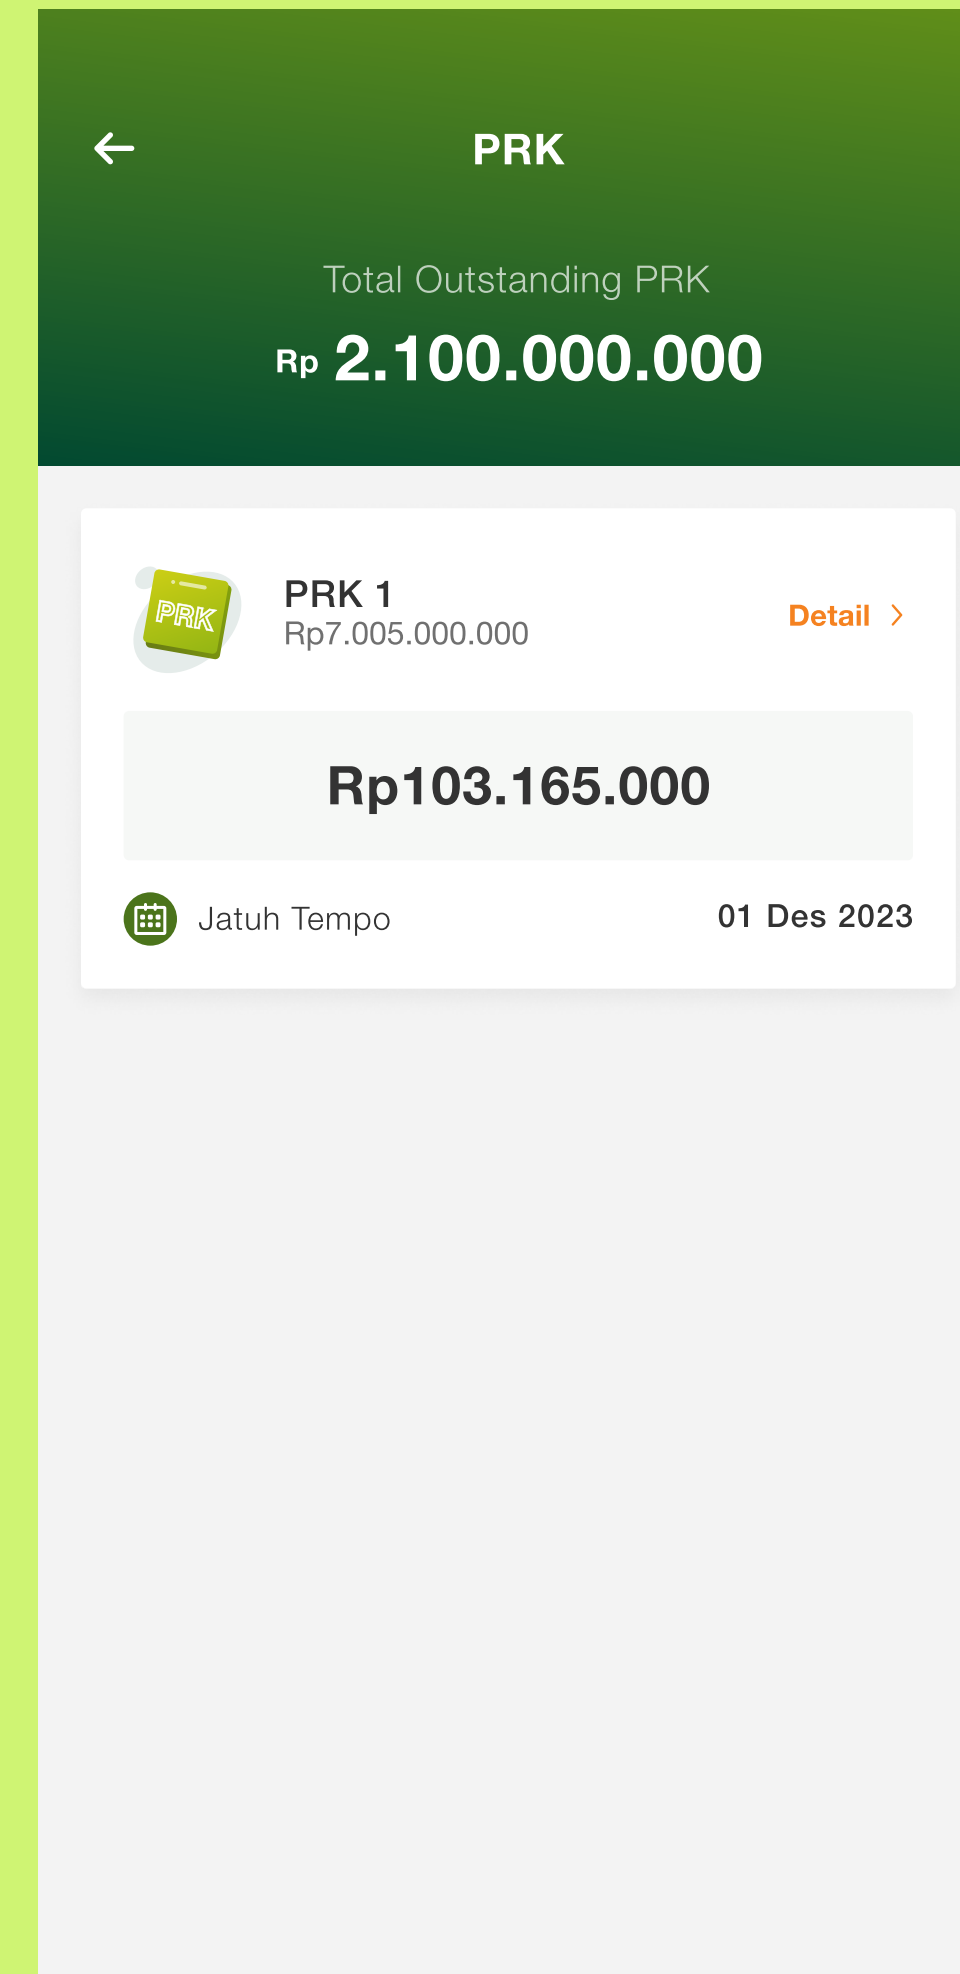 PRK
Total Outstanding PRK
Rp 2.100.000.000
PRK
PRK 1
Rp7.005.000.000
Detail
Rp103.165.000
Jatuh Tempo
01 Des 2023